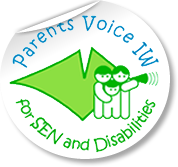 Parents Voice IW
for SEN and Disabilities